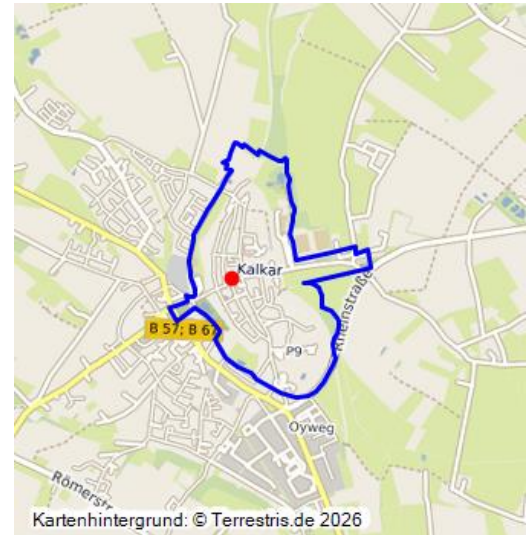 Kalkar
Rheinstraße
B 57; B 67
P9
Oyweg
Römerstr
Kartenhintergrund: © Terrestris.de 2026